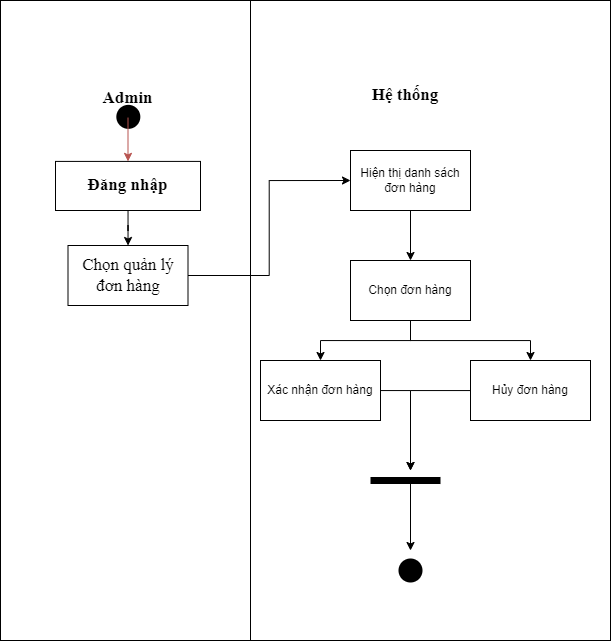 Admin
Đăng nhập
Chọn quản lý
đơn hàng
Hệ thống
Hiện thị danh sách
đơn hàng
Chọn đơn hàng
Xác nhận đơn hàng
Hủy đơn hàng